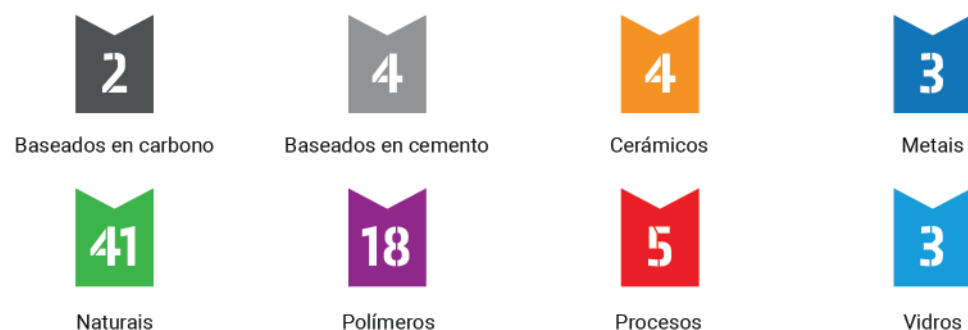 2
4
4
3
Baseados en carbono
Baseados en cemento
Cerámicos
Metais
41
18
5
3
Naturais
Polímeros
Procesos
Vidros